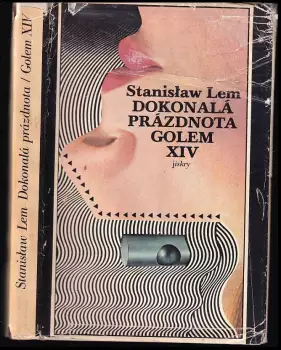 Stanisław Lem Dokonalá prázdnota / Golem XIV
Stanisław Lem
DOKONALÁ
PRÁZDNOTA
GOLEM
XIV
jiskry